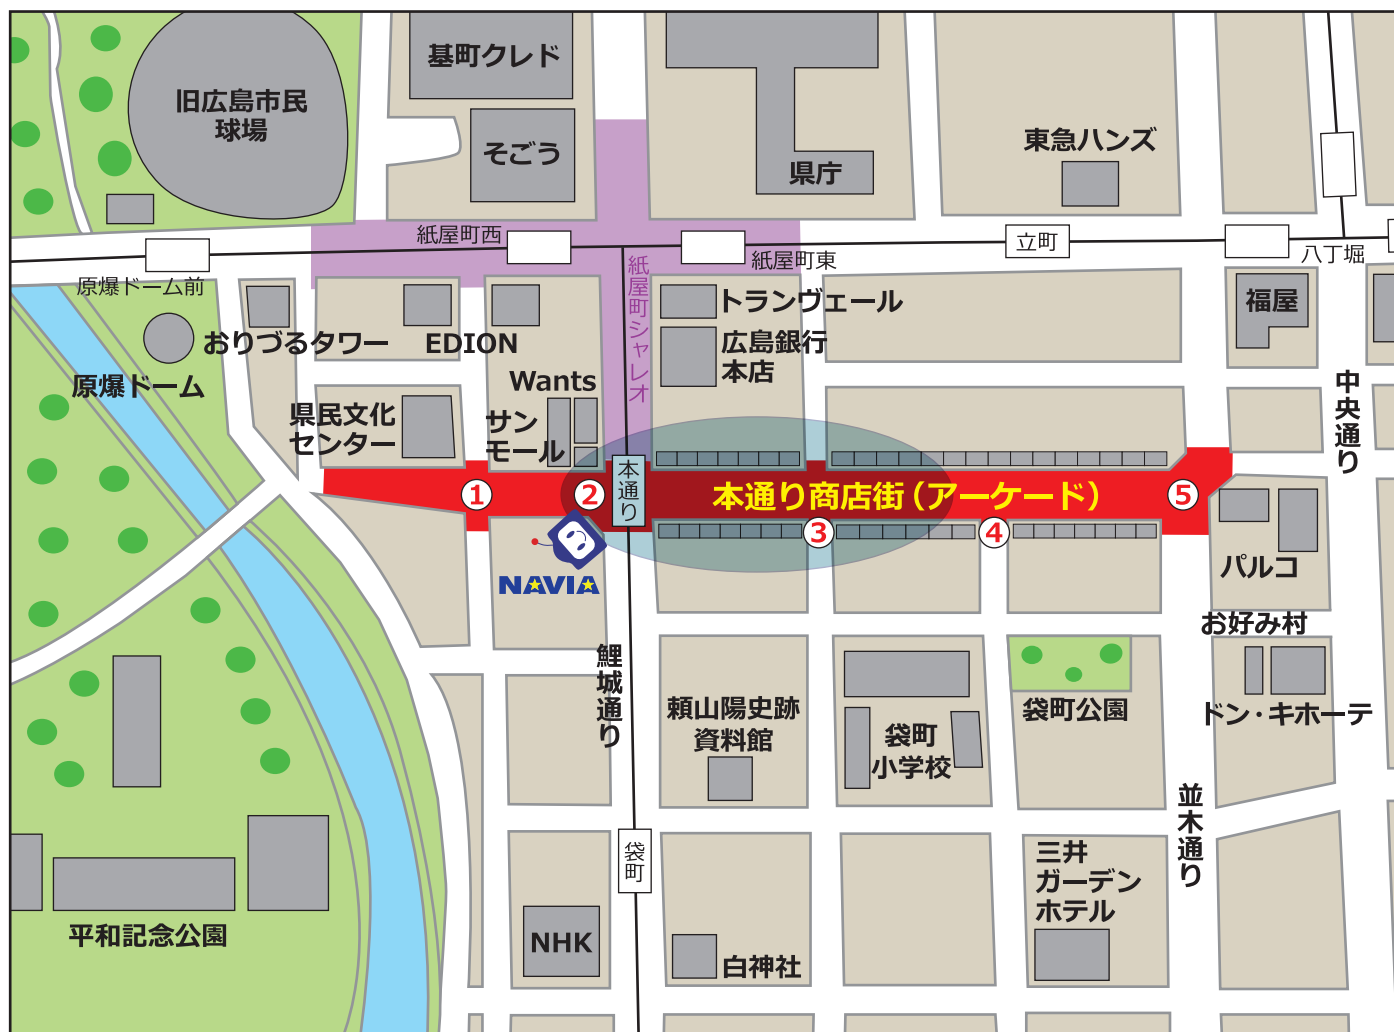 基町クレド
旧広島市民
球場
そごう
県庁
東急ハンズ
紙屋町西
紙屋町東
立町
八丁堀
原爆ドーム前
紙屋町シャレオ
トランヴェール
福屋
おりづるタワー
EDION
広島銀行
本店
原爆ドーム
Wants
中央通り
県民文化
センター
サン
モール
本通り
本通り商店街(アーケード)
①
②
③
④
⑤
NAVIA
パルコ
お好み村
鯉城通り
頼山陽史跡
資料館
袋町
小学校
袋町公園
ドン・キホーテ
並木通り
袋町
三井
ガーデン
ホテル
平和記念公園
NHK
白神社